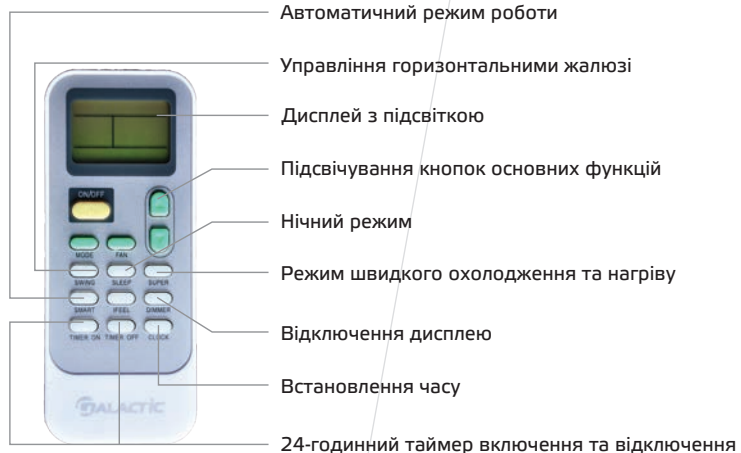 Автоматичний режим роботи
Управління горизонтальними жалюзі
Дисплей з підсвіткою
Підсвічування кнопок основних функцій
ON/OFF
Нічний режим
MODE FAN
Режим швидкого охолодження та нагріву
SWING SLEEP SUPER
SMART IFEEL DIMMER
Відключення дисплею
TIMER ON TIMER OFF CLOCK
Встановлення часу
GALACTIC
24-годинний таймер включення та відключення